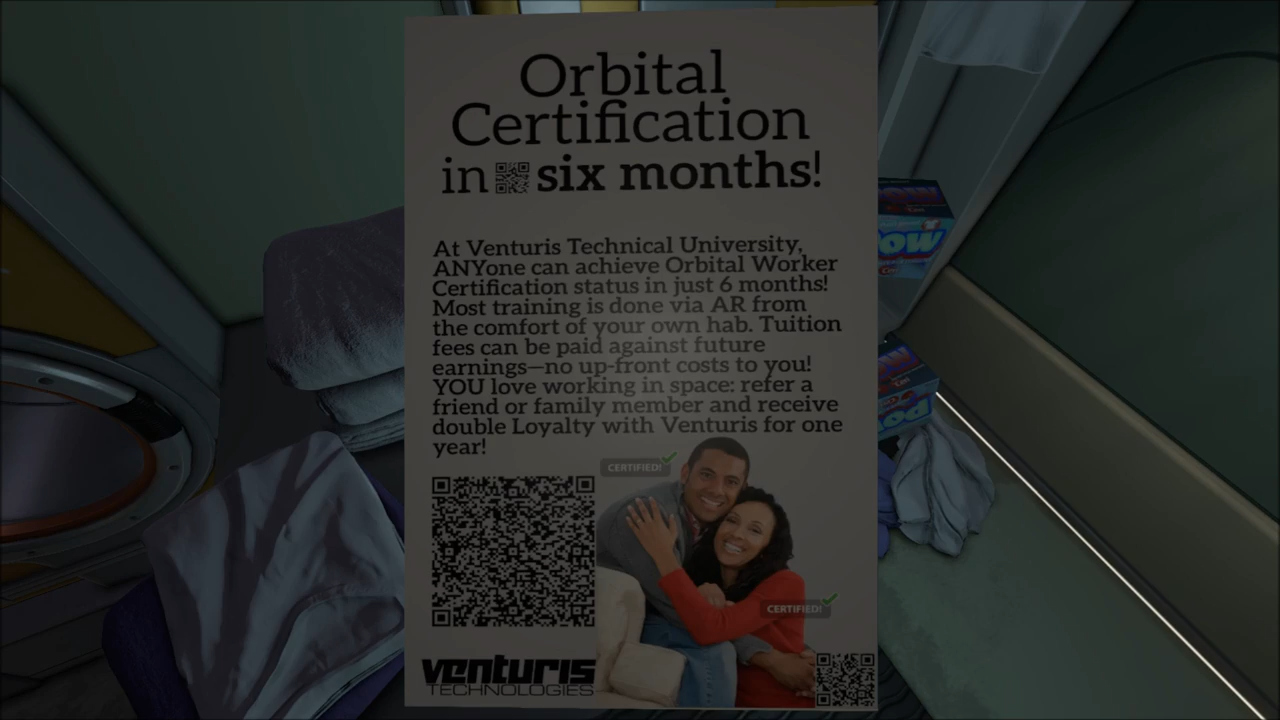 Orbital
Certification
in six months!
At Venturis Technical University,
ANYone can achieve Orbital Worker
Certification status in just 6 months!
Most training is done via AR from
the comfort of your own hab. Tuition
fees can be paid against future
earnings—no up-front costs to you!
YOU love working in space: refer a
friend or family member and receive
double Loyalty with Venturis for one
year!
CERTIFIED!
CERTIFIED!
venturis
TECHNOLOGIES